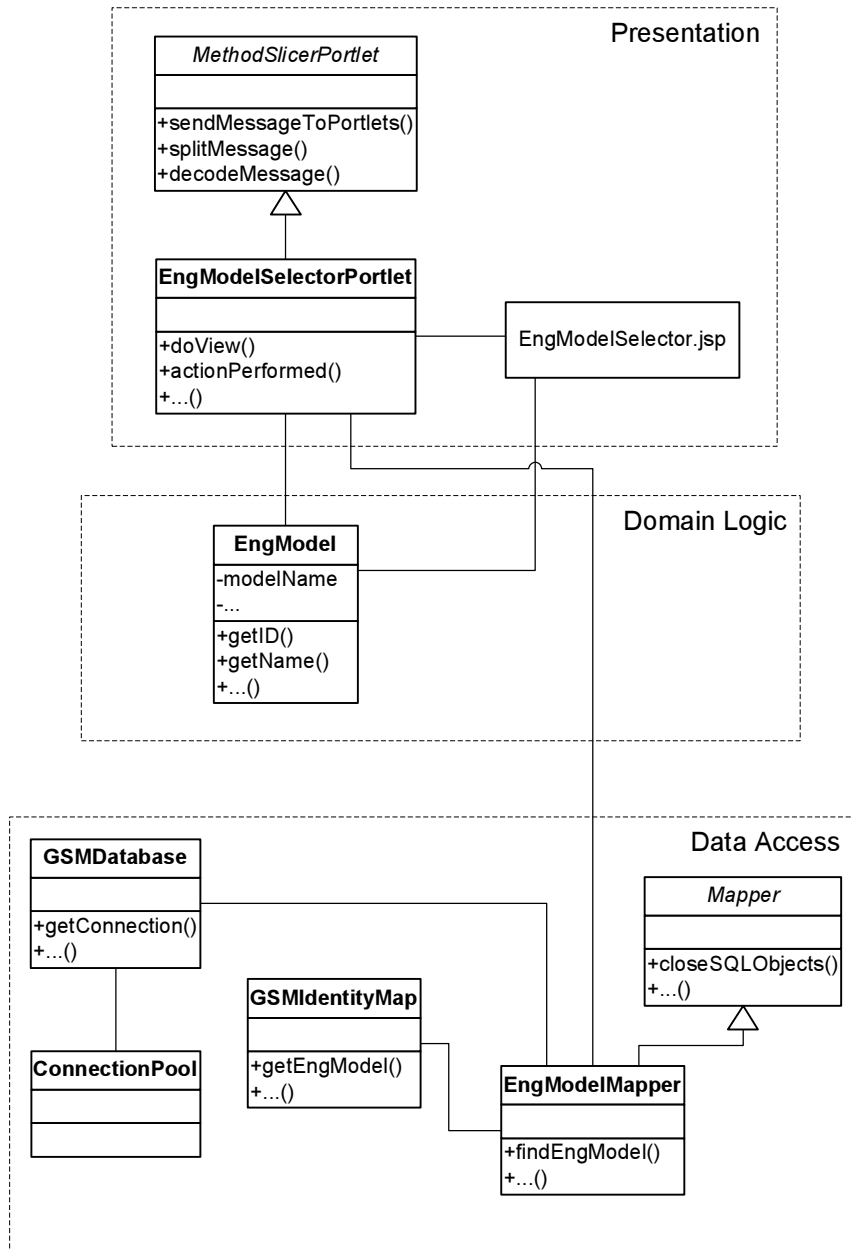 Presentation
MethodSlicerPortlet
+sendMessageToPortlets()
+splitMessage()
+decodeMessage()
EngModelSelectorPortlet
+doView()
+actionPerformed()
+...()
EngModelSelector.jsp
Domain Logic
EngModel
-modelName
-...
+getID()
+getName()
+...()
Data Access
GSMDatabase
+getConnection()
+...()
Mapper
+closeSQLObjects()
+...()
GSMIdentityMap
+getEngModel()
+...()
ConnectionPool
EngModelMapper
+findEngModel()
+...()